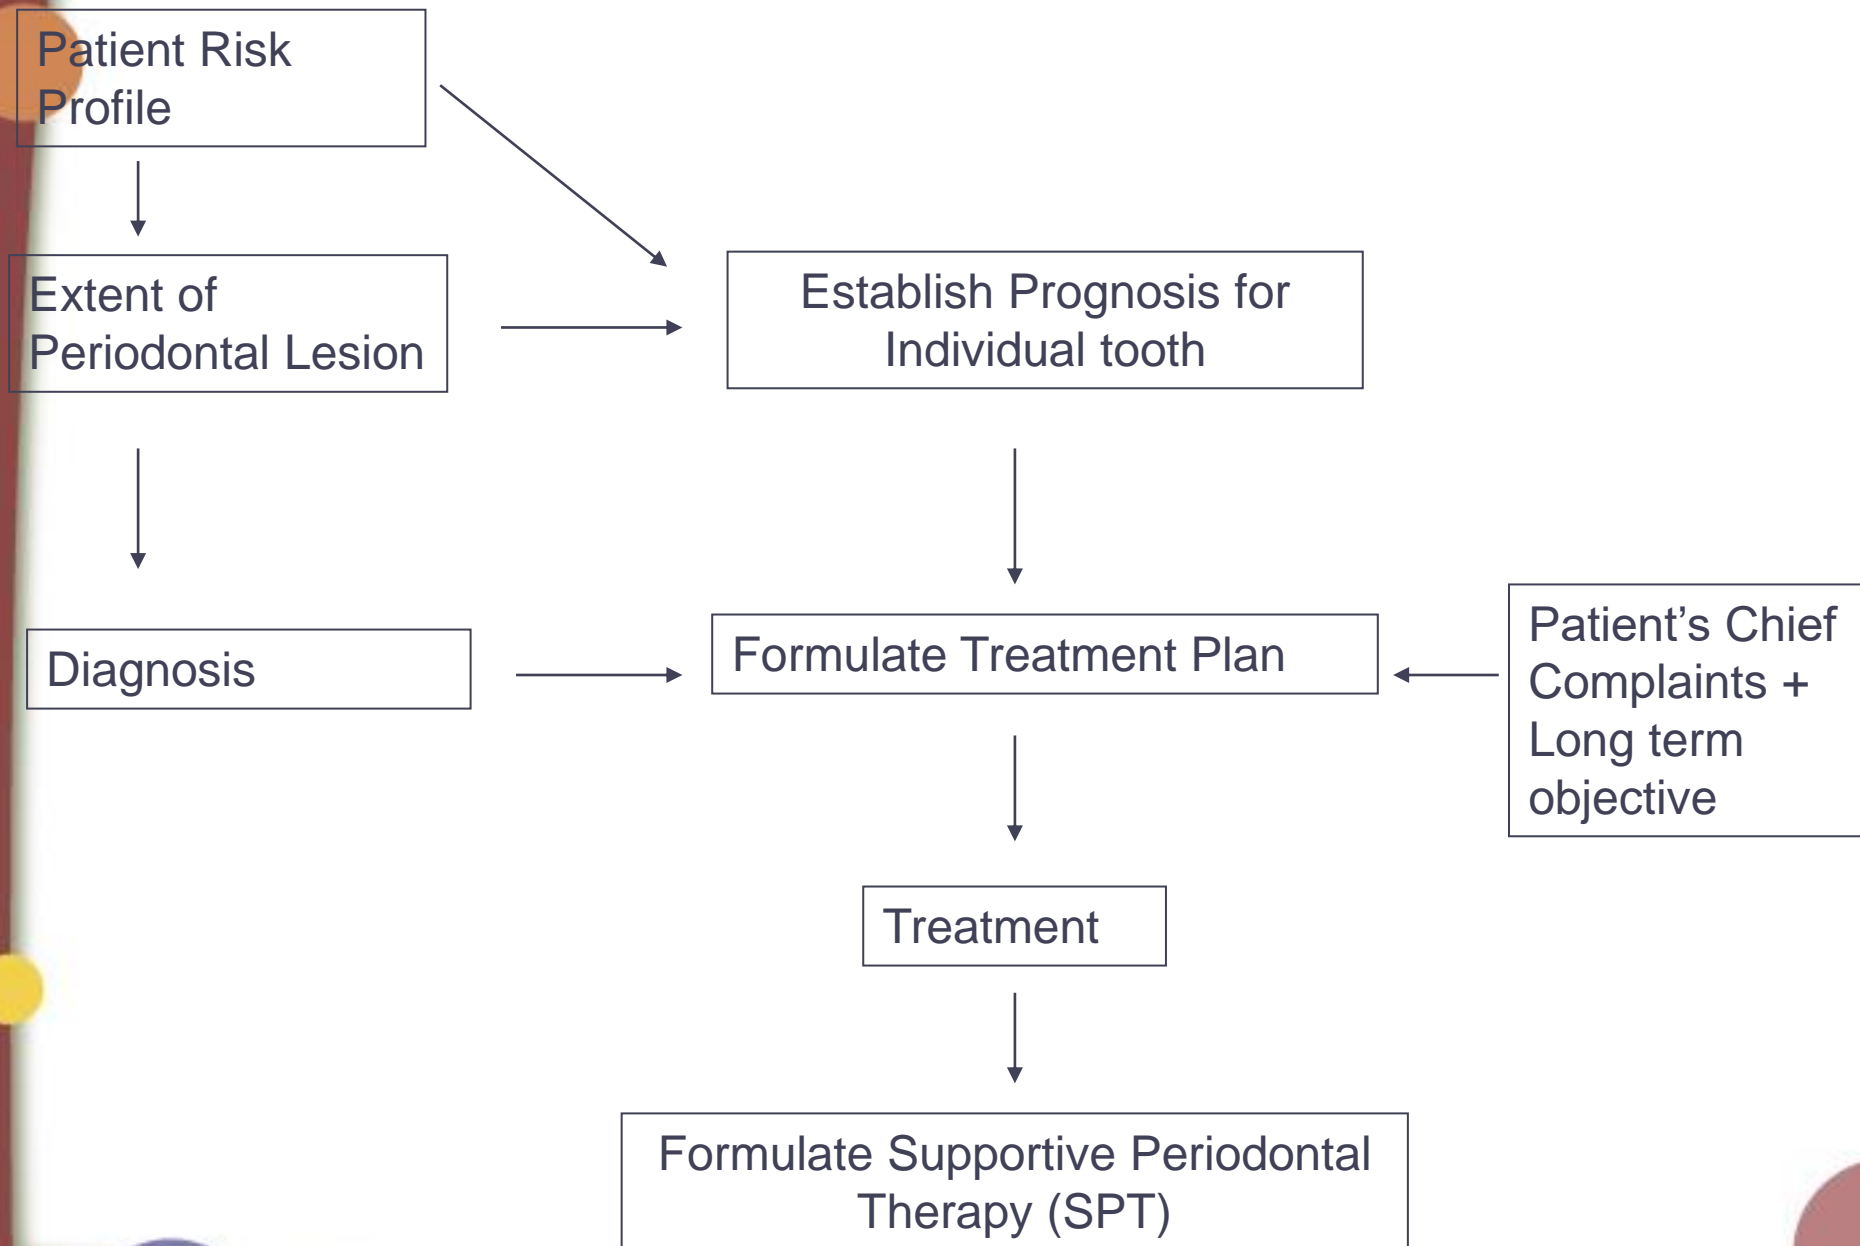 Patient Risk
Profile
Extent of
Periodontal Lesion
Establish Prognosis for
Individual tooth
Diagnosis
Formulate Treatment Plan
Patient’s Chief
Complaints +
Long term
objective
Treatment
Formulate Supportive Periodontal
Therapy (SPT)